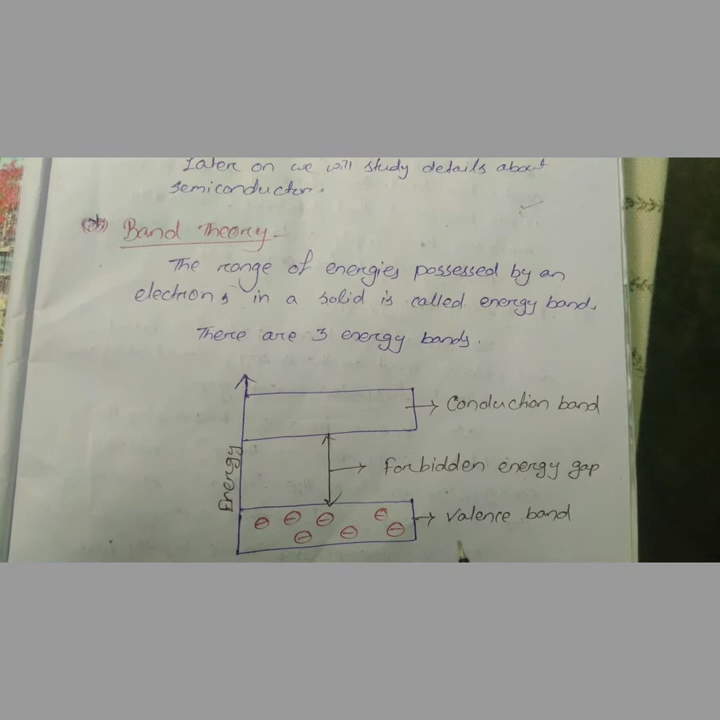 Later on we will study details about
semiconductor.
Band Theory-
The range of energies possessed by an
electrons in a solid is called energy band.
There are 3 energy bands.
Conduction band
Energy
Forbidden energy gap
Valence band